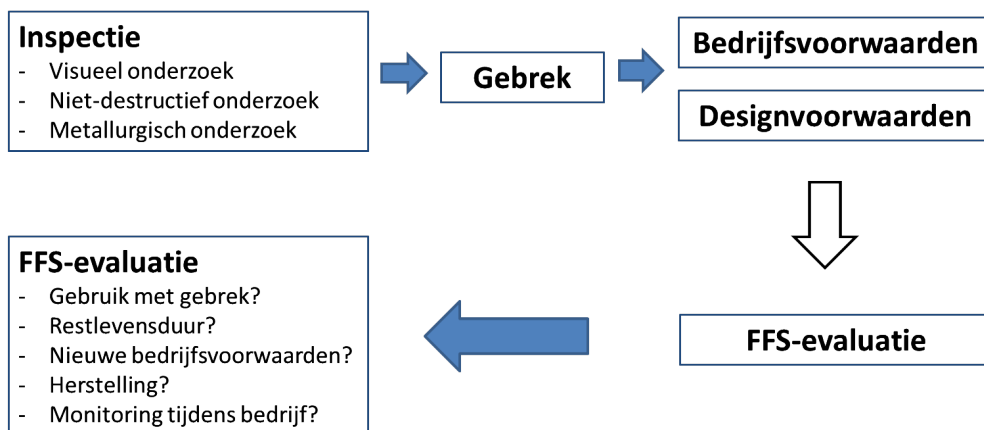 Inspectie
- Visueel onderzoek
- Niet-destructief onderzoek
- Metallurgisch onderzoek
Gebrek
Bedrijfsvoorwaarden
Designvoorwaarden
FFS-evaluatie
FFS-evaluatie
- Gebruik met gebrek?
- Restlevensduur?
- Nieuwe bedrijfsvoorwaarden?
- Herstelling?
- Monitoring tijdens bedrijf?